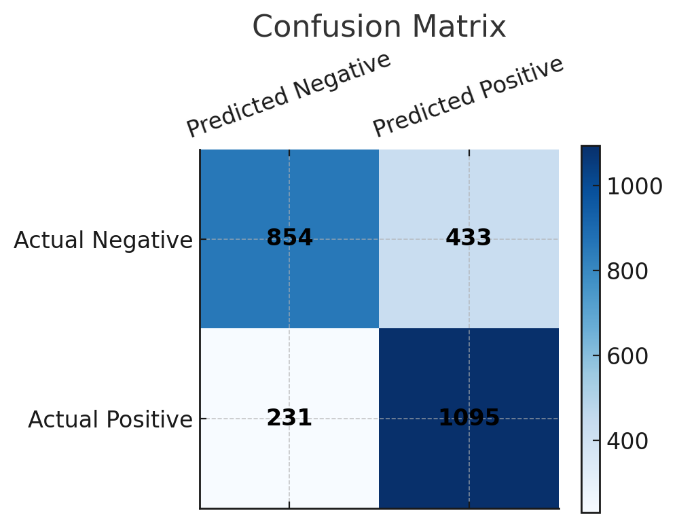 Confusion Matrix
Predicted Negative
Predicted Positive
Actual Negative
854
433
Actual Positive
231
1095
1000
800
600
400